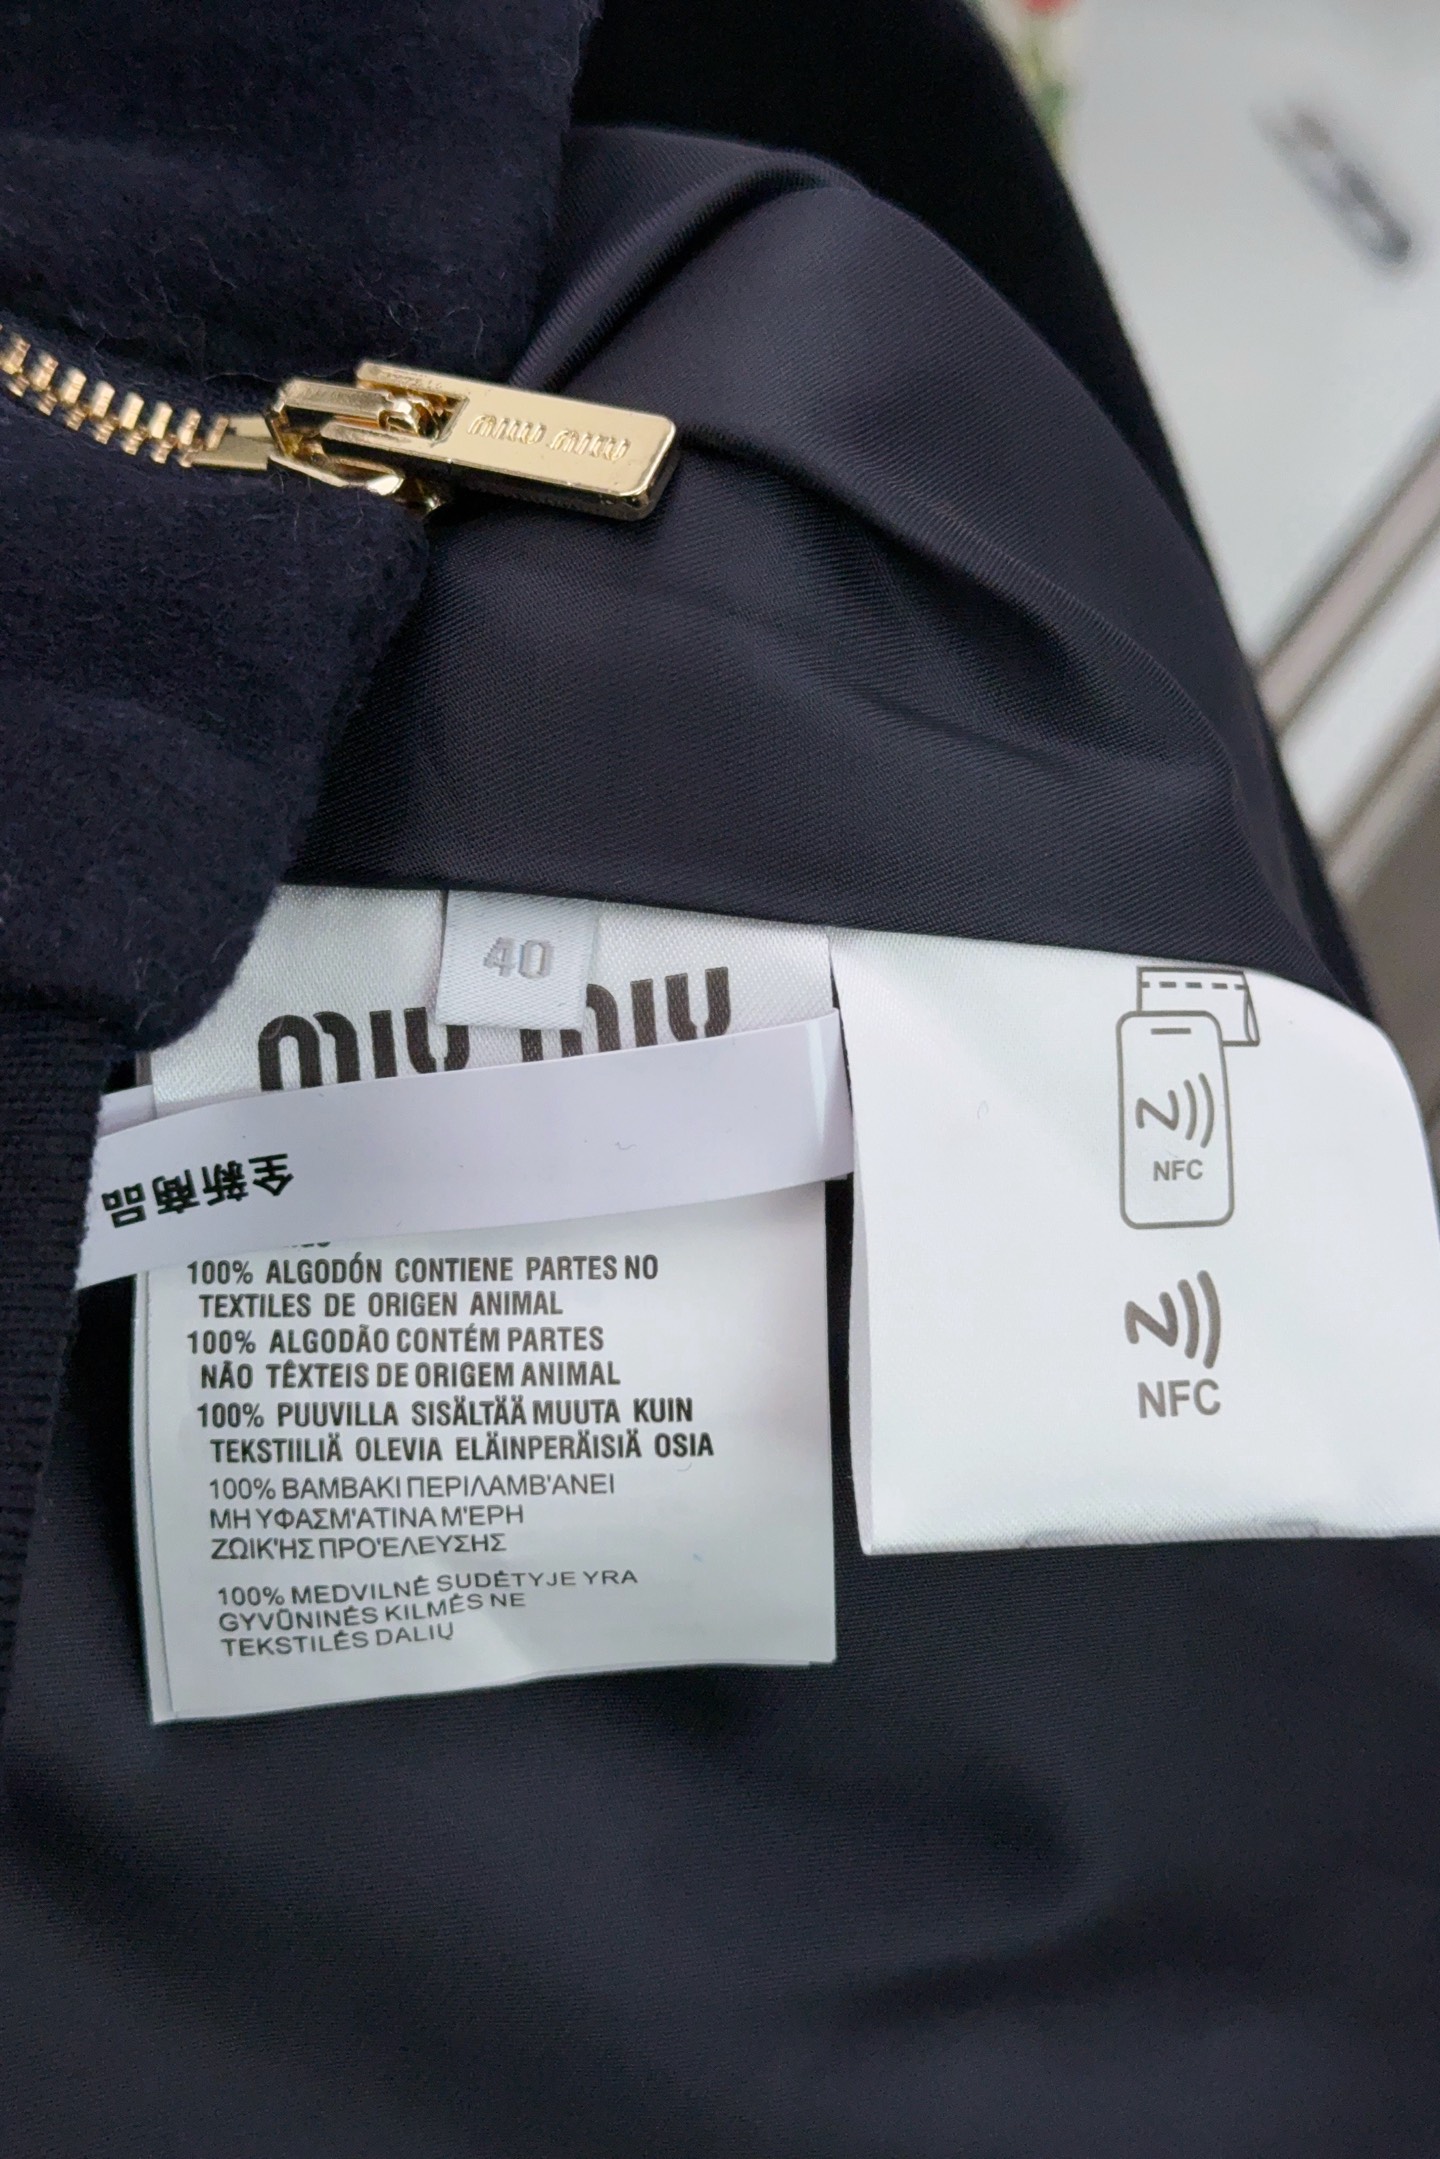 MIU MIU
40
miu miu
全新商品
100% ALGODÓN CONTIENE PARTES NO
TEXTILES DE ORIGEN ANIMAL
100% ALGODÃO CONTÉM PARTES
NÃO TÊXTEIS DE ORIGEM ANIMAL
100% PUUVILLA SISÄLTÄÄ MUUTA KUIN
TEKSTIILIÄ OLEVIA ELÄINPERÄISIÄ OSIA
100% ΒΑΜΒΑΚΙ ΠΕΡΙΛΑΜΒ'ΑΝΕΙ
ΜΗ ΥΦΑΣΜ'ΑΤΙΝΑ Μ'ΕΡΗ
ΖΩΙΚ'ΗΣ ΠΡΟ'ΕΛΕΥΣΗΣ
100% MEDVILNĖ SUDĖTYJE YRA
GYVŪNINĖS KILMĖS NE
TEKSTILĖS DALIŲ
NFC
NFC